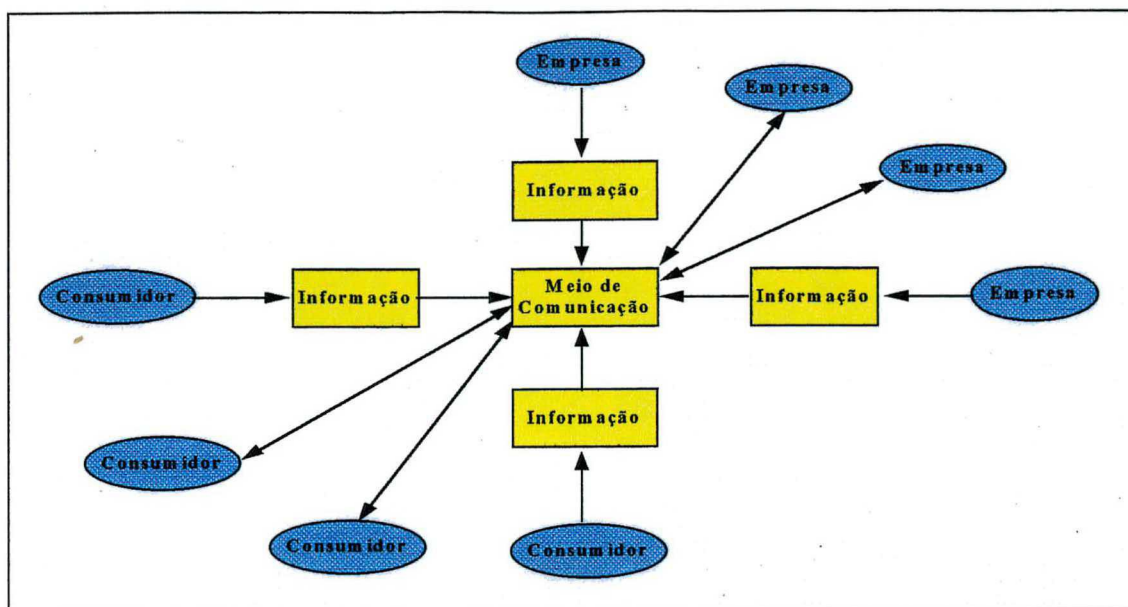 Empresa
Empresa
Empresa
Informação
Consumidor
Informação
Meio de
Comunicação
Informação
Empresa
Informação
Consumidor
Consumidor
Consumidor